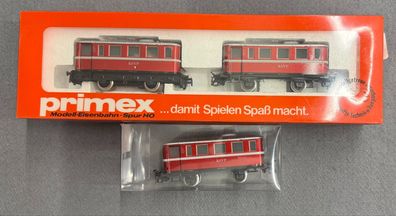 primex
Modell-Eisenbahn · Spur HO
...damit Spielen Spaß macht.